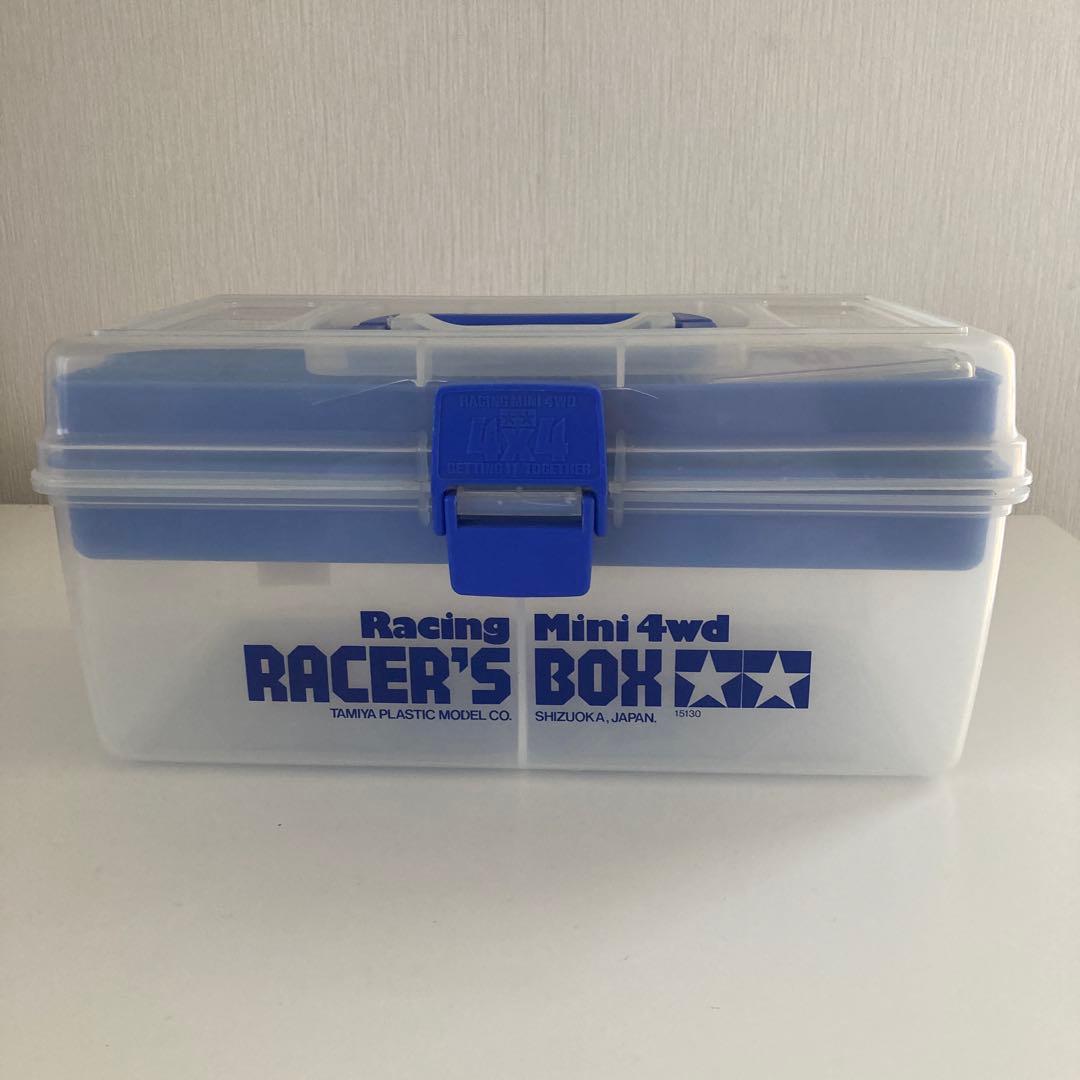 RACING MINI 4WD
4x4
GETTING IT TOGETHER
Racing Mini 4wd
RACER'S BOX
TAMIYA PLASTIC MODEL CO. SHIZUOKA, JAPAN. 15130